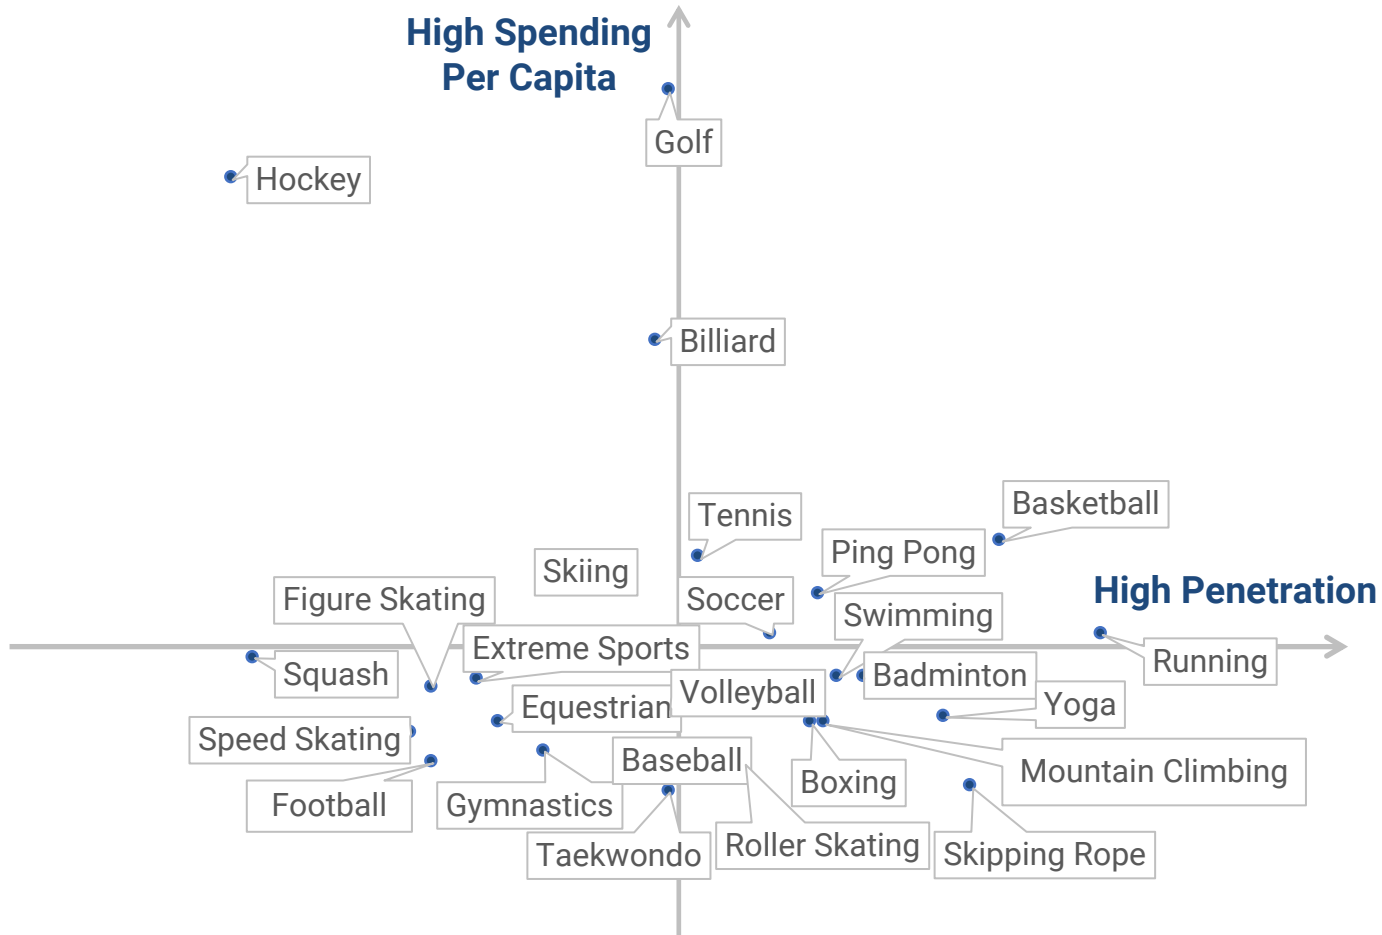 High Spending
Per Capita
Golf
Hockey
Billiard
Basketball
Tennis
Ping Pong
Skiing
High Penetration
Figure Skating
Soccer
Swimming
Extreme Sports
Running
Squash
Badminton
Volleyball
Yoga
Equestrian
Speed Skating
Baseball
Mountain Climbing
Boxing
Football
Gymnastics
Roller Skating
Taekwondo
Skipping Rope